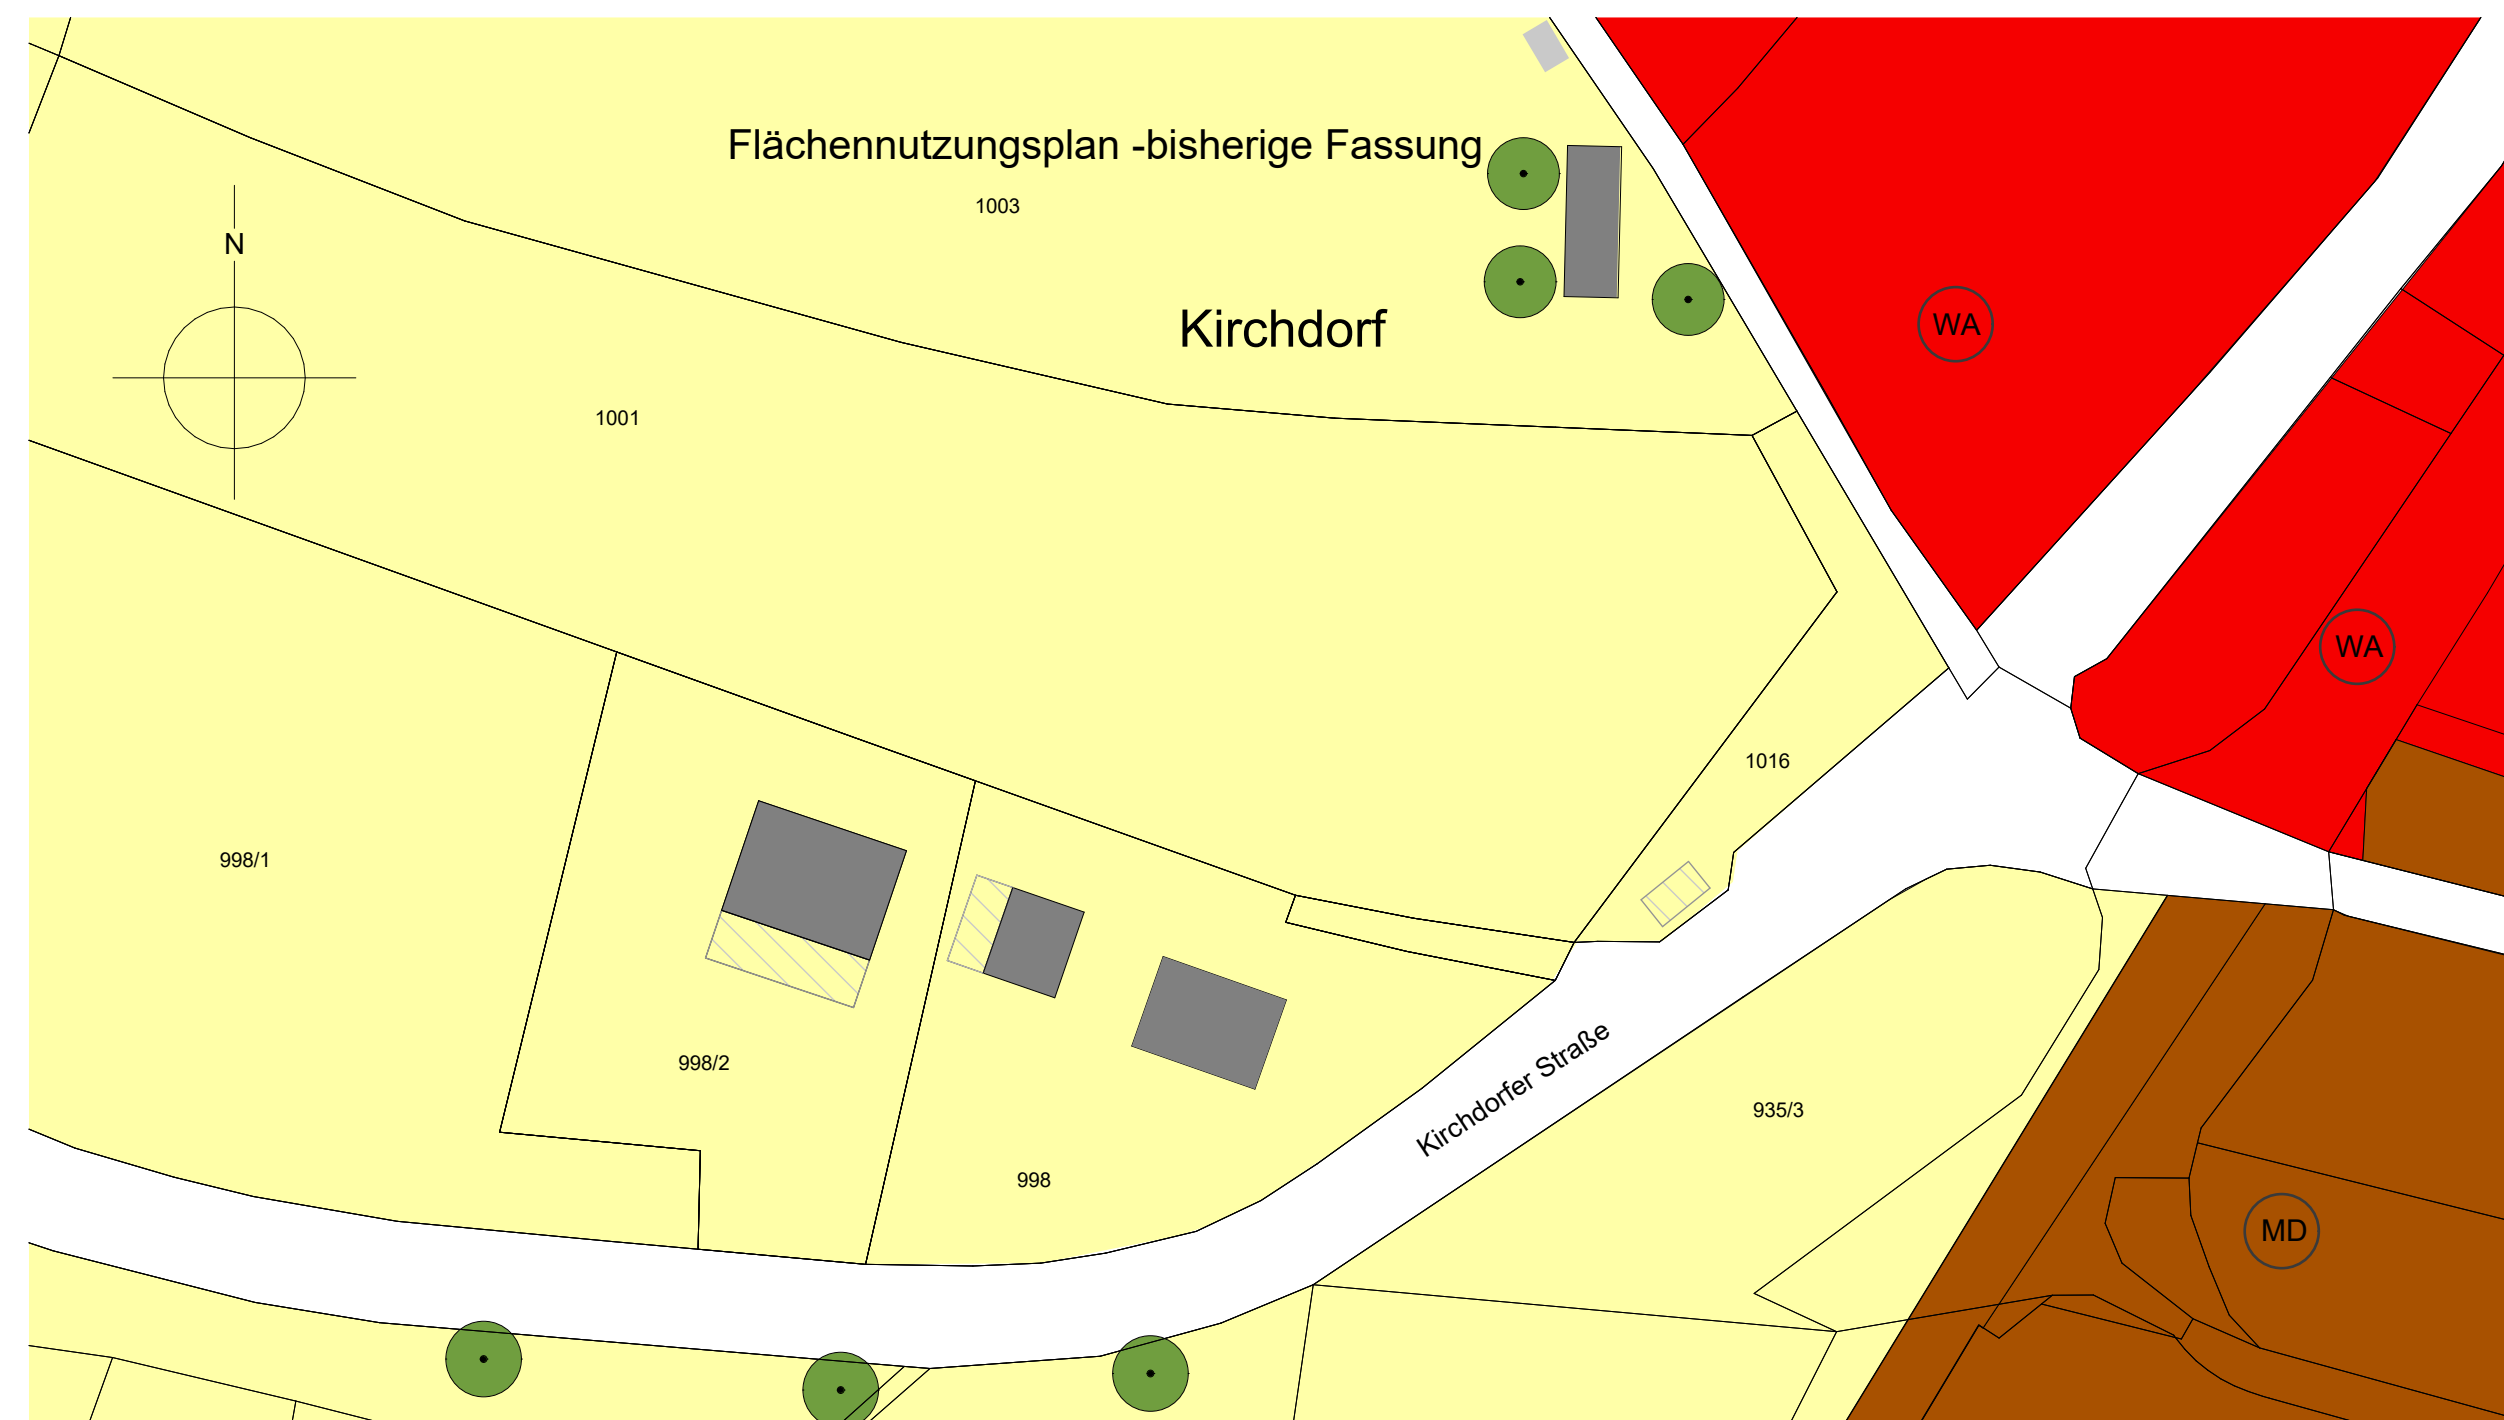 Flächennutzungsplan -bisherige Fassung
1003
N
Kirchdorf
WA
1001
WA
1016
998/1
998/2
Kirchdorfer Straße
935/3
998
MD